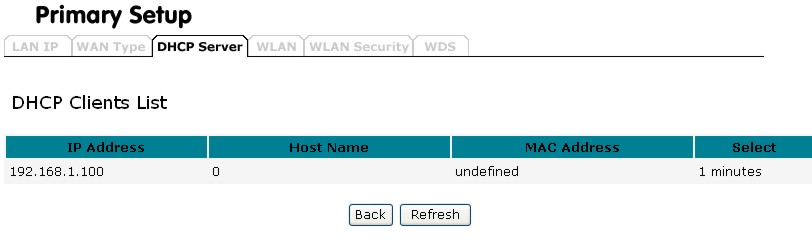 Primary Setup
LAN IP WAN Type DHCP Server WLAN WLAN Security WDS
DHCP Clients List
IP Address Host Name MAC Address Select
192.168.1.100 0 undefined 1 minutes
Back Refresh